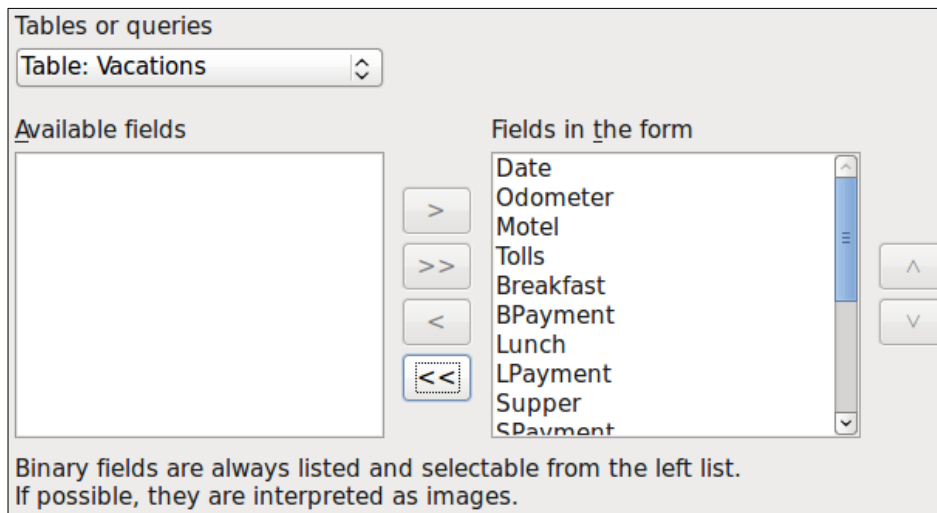 Tables or queries
Table: Vacations
Available fields
Fields in the form
Date
Odometer
Motel
Tolls
Breakfast
BPayment
Lunch
LPayment
Supper
SPayment
>
>>
<
<<
Binary fields are always listed and selectable from the left list.
If possible, they are interpreted as images.